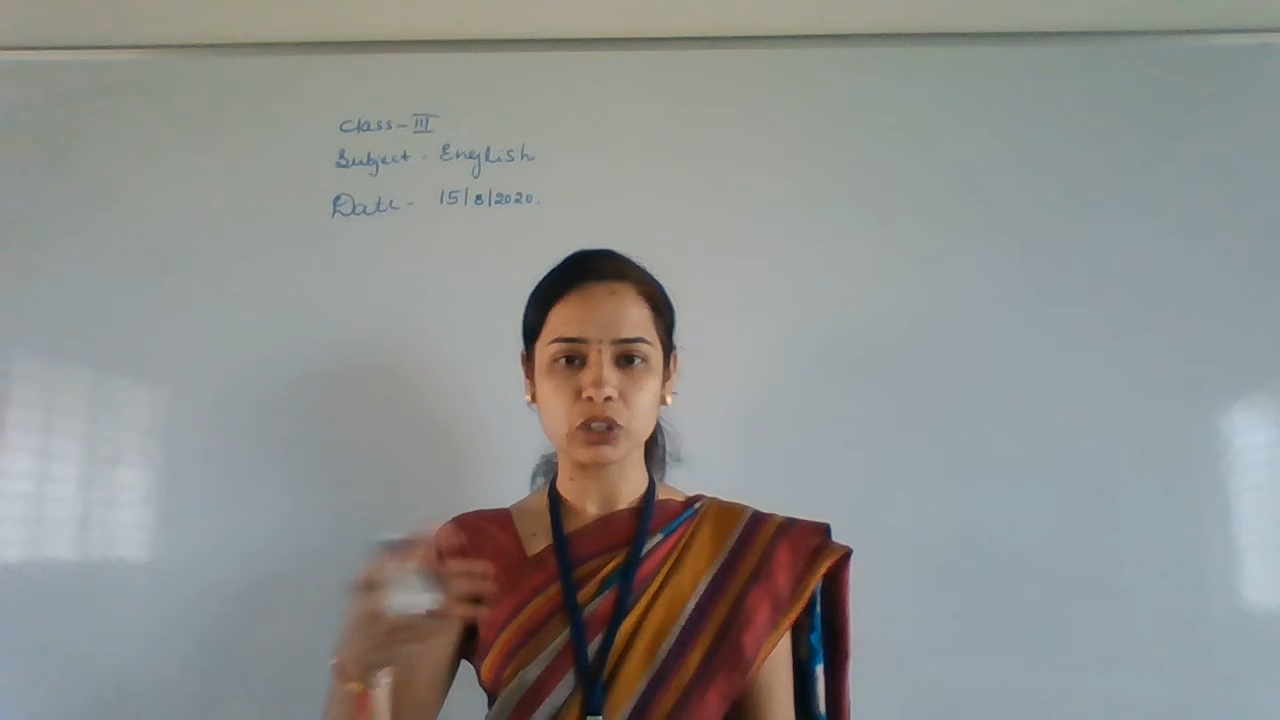 Class - III
Subject - English
Date - 15/8/2020.